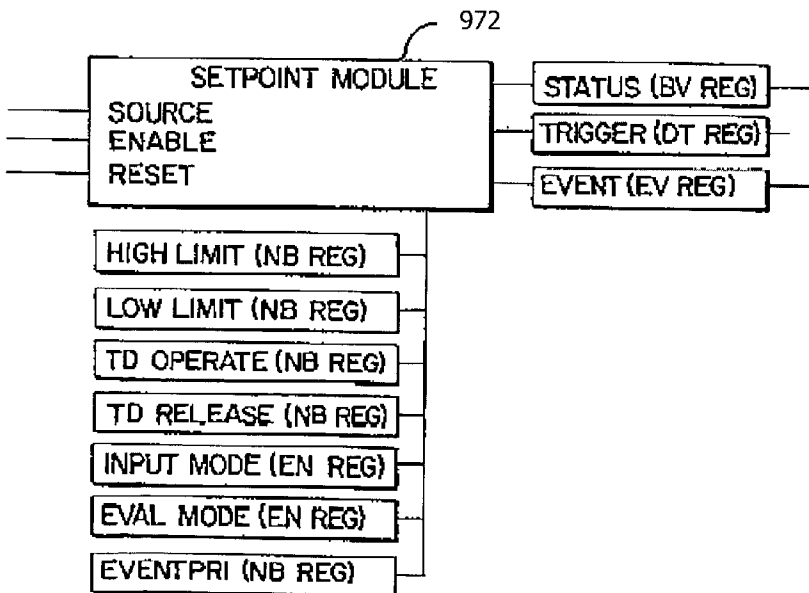 972
SETPOINT MODULE
SOURCE
ENABLE
RESET
STATUS (BV REG)
TRIGGER (DT REG)
EVENT (EV REG)
HIGH LIMIT (NB REG)
LOW LIMIT (NB REG)
TD OPERATE (NB REG)
TD RELEASE (NB REG)
INPUT MODE (EN REG)
EVAL MODE (EN REG)
EVENTPRI (NB REG)